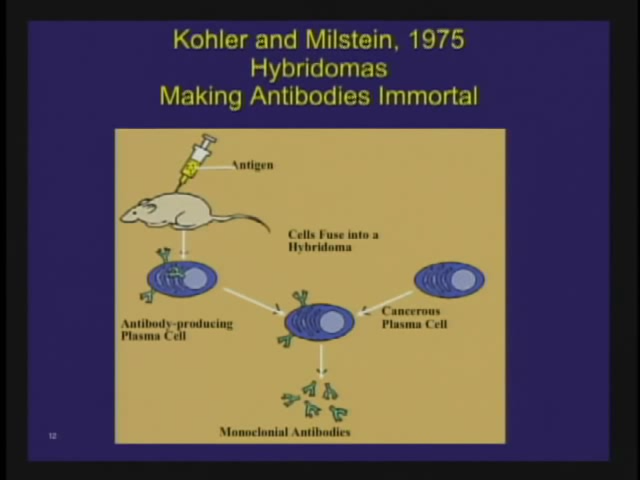 Kohler and Milstein, 1975
Hybridomas
Making Antibodies Immortal
Antigen
Cells Fuse into a
Hybridoma
Cancerous
Plasma Cell
Antibody-producing
Plasma Cell
Monoclonial Antibodies
12